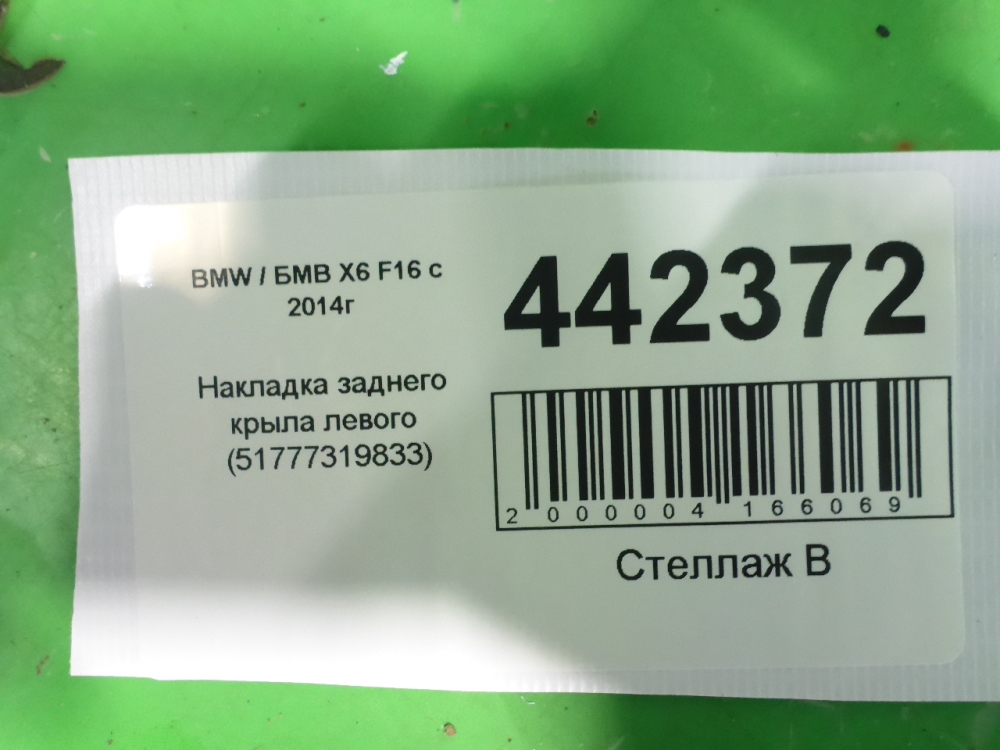 BMW / БМВ X6 F16 с
2014г
Накладка заднего
крыла левого
(51777319833)
442372
2 000004 166069
Стеллаж В